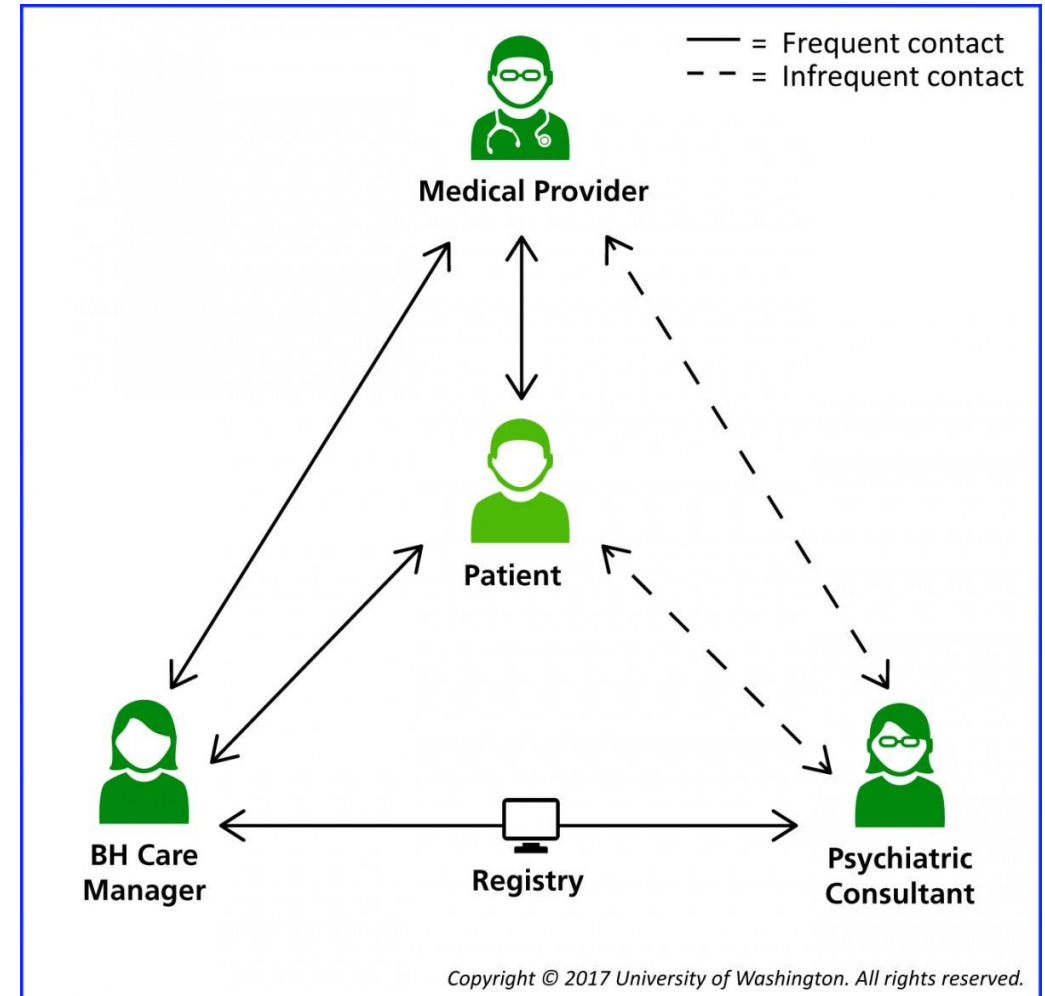 = Frequent contact
= Infrequent contact
Medical Provider
Patient
BH Care
Manager
Registry
Psychiatric
Consultant
Copyright © 2017 University of Washington. All rights reserved.